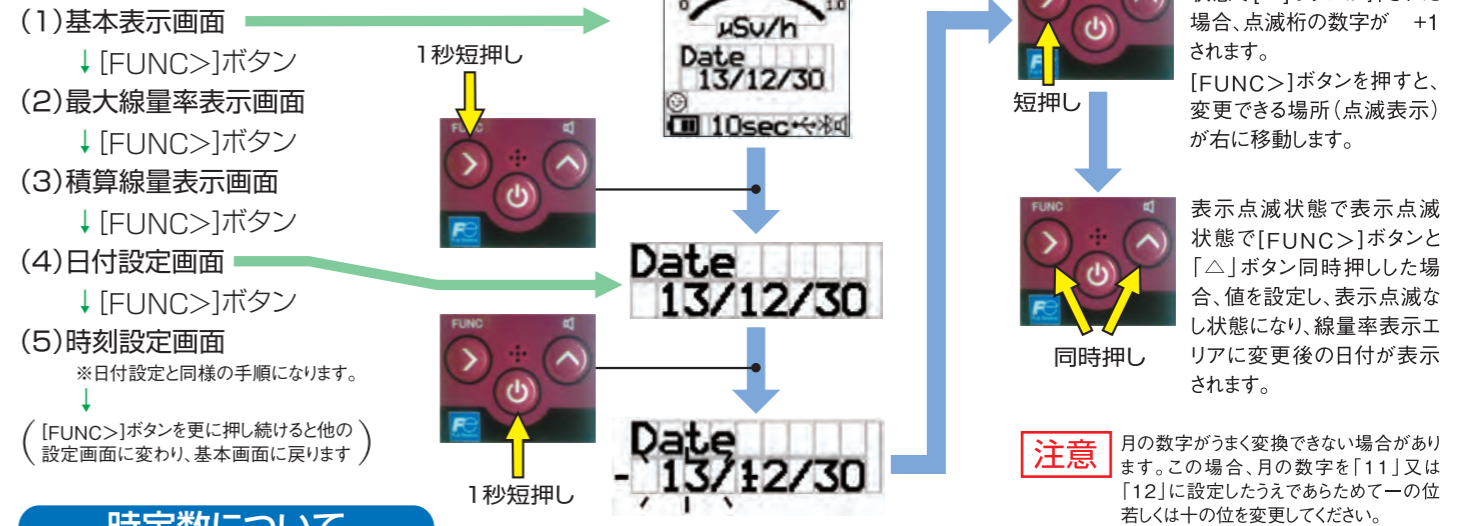 (1)基本表示画面
↓[FUNC>]ボタン
(2)最大線量率表示画面
↓[FUNC>]ボタン
(3)積算線量表示画面
↓[FUNC>]ボタン
(4)日付設定画面
↓[FUNC>]ボタン
(5)時刻設定画面
※日付設定と同様の手順になります。
↓
([FUNC>]ボタンを更に押し続けると他の
設定画面に変わり、基本画面に戻ります)
1秒短押し
FUNC
Fe
FUNC
Fe
1秒短押し
0
1.0
μSv/h
Date
13/12/30
10sec
Date
13/12/30
Date
13/12/30
短押し
場合、点滅桁の数字が +1
されます。
[FUNC>]ボタンを押すと、
変更できる場所(点滅表示)
が右に移動します。
FUNC
Fe
同時押し
表示点滅状態で表示点滅
状態で[FUNC>]ボタンと
「△」ボタン同時押しした場
合、値を設定し、表示点滅な
し状態になり、線量率表示エ
リアに変更後の日付が表示
されます。
注意
月の数字がうまく変換できない場合があり
ます。この場合、月の数字を「11」又は
「12」に設定したうえであらためて一の位
若しくは十の位を変更してください。
時定数について